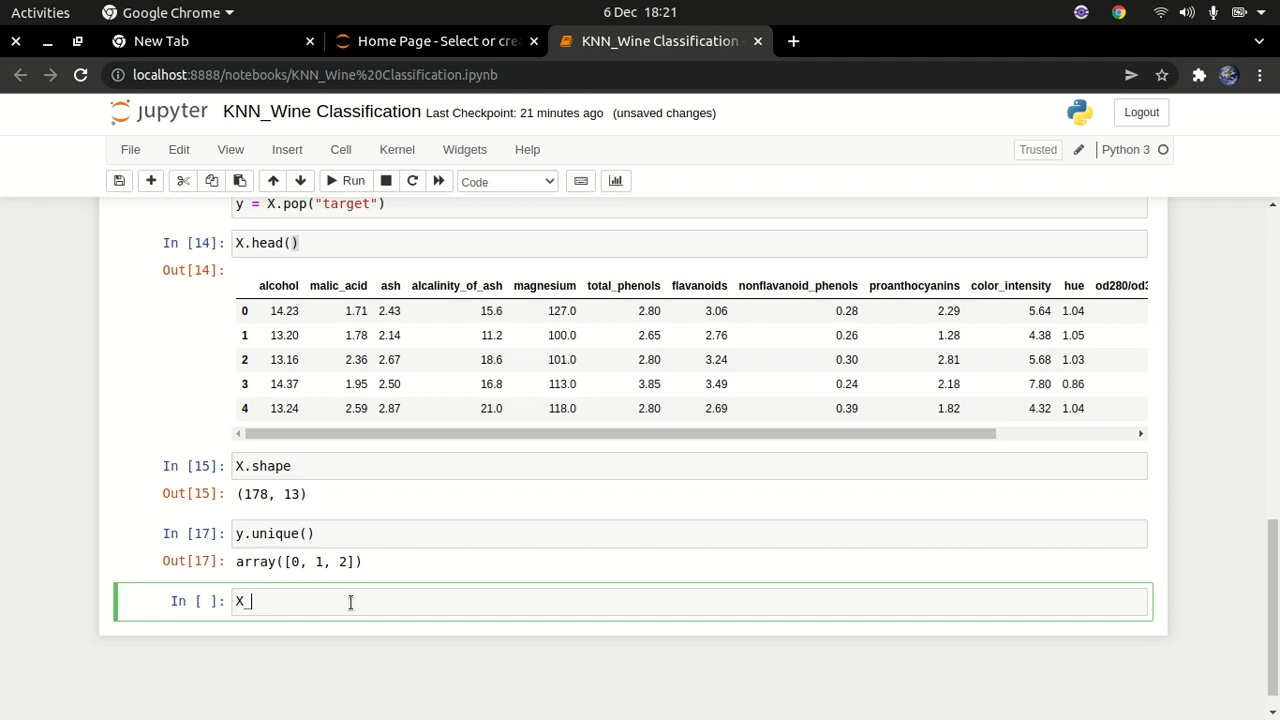 Activities Google Chrome 6 Dec 18:21
New Tab Home Page - Select or cre KNN_Wine Classification -
localhost:8888/notebooks/KNN_Wine%20Classification.ipynb
jupyter KNN_Wine Classification Last Checkpoint: 21 minutes ago (unsaved changes) Logout
File Edit View Insert Cell Kernel Widgets Help Trusted Python 3
Run Code
y = X.pop("target")
In [14]: X.head()
Out[14]:
alcohol malic_acid ash alcalinity_of_ash magnesium total_phenols flavanoids nonflavanoid_phenols proanthocyanins color_intensity hue od280/od3
0 14.23 1.71 2.43 15.6 127.0 2.80 3.06 0.28 2.29 5.64 1.04
1 13.20 1.78 2.14 11.2 100.0 2.65 2.76 0.26 1.28 4.38 1.05
2 13.16 2.36 2.67 18.6 101.0 2.80 3.24 0.30 2.81 5.68 1.03
3 14.37 1.95 2.50 16.8 113.0 3.85 3.49 0.24 2.18 7.80 0.86
4 13.24 2.59 2.87 21.0 118.0 2.80 2.69 0.39 1.82 4.32 1.04
In [15]: X.shape
Out[15]: (178, 13)
In [17]: y.unique()
Out[17]: array([0, 1, 2])
In [ ]: X_